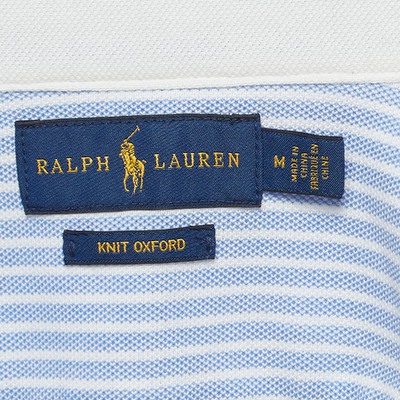 RALPH LAUREN
M
MADE IN
CHINA
FABRIQUÉ EN
CHINE
KNIT OXFORD